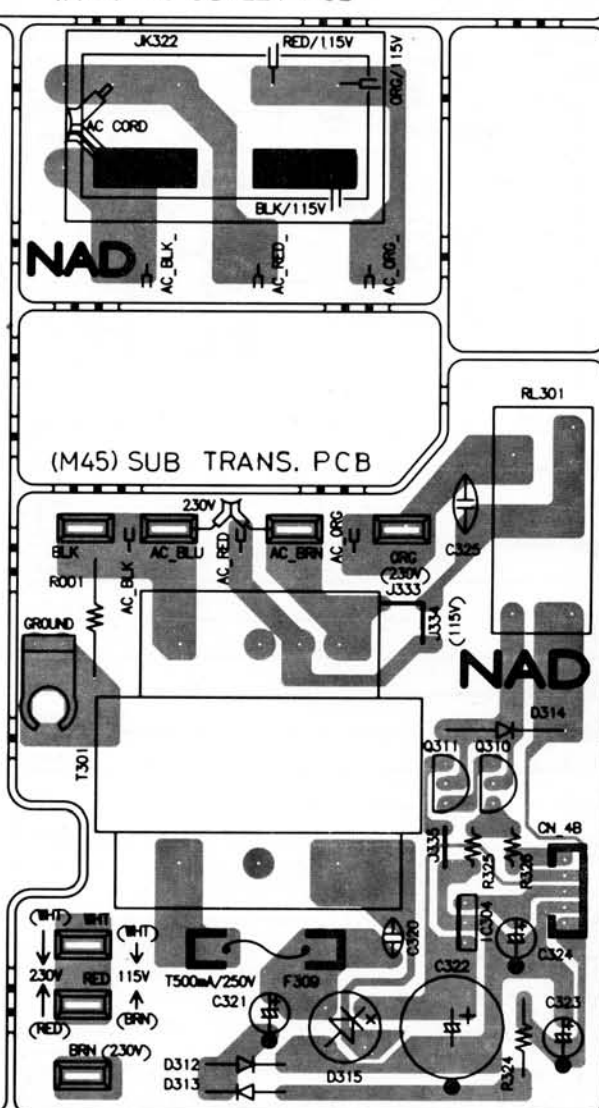 JK322
RED/115V
ORG/115V
AC CORD
BLK/115V
NAD
AC_BLK_
AC_RED_
AC_ORG_
(M45) SUB TRANS. PCB
RL301
230V
BLK
AC_BLU
AC_BRN
ORG
(230V)
AC_BLK
AC_RED
AC_ORG
C325
R001
J333
J334
(115V)
GROUND
NAD
T301
D314
Q311
Q310
CN_4B
J335
R325
R326
IC304
C324
(WHT)
WHT
(WHT)
230V
RED
115V
(RED)
(BRN)
BRN (230V)
T500mA/250V
F309
C320
C321
C322
C323
R324
D312
D313
D315